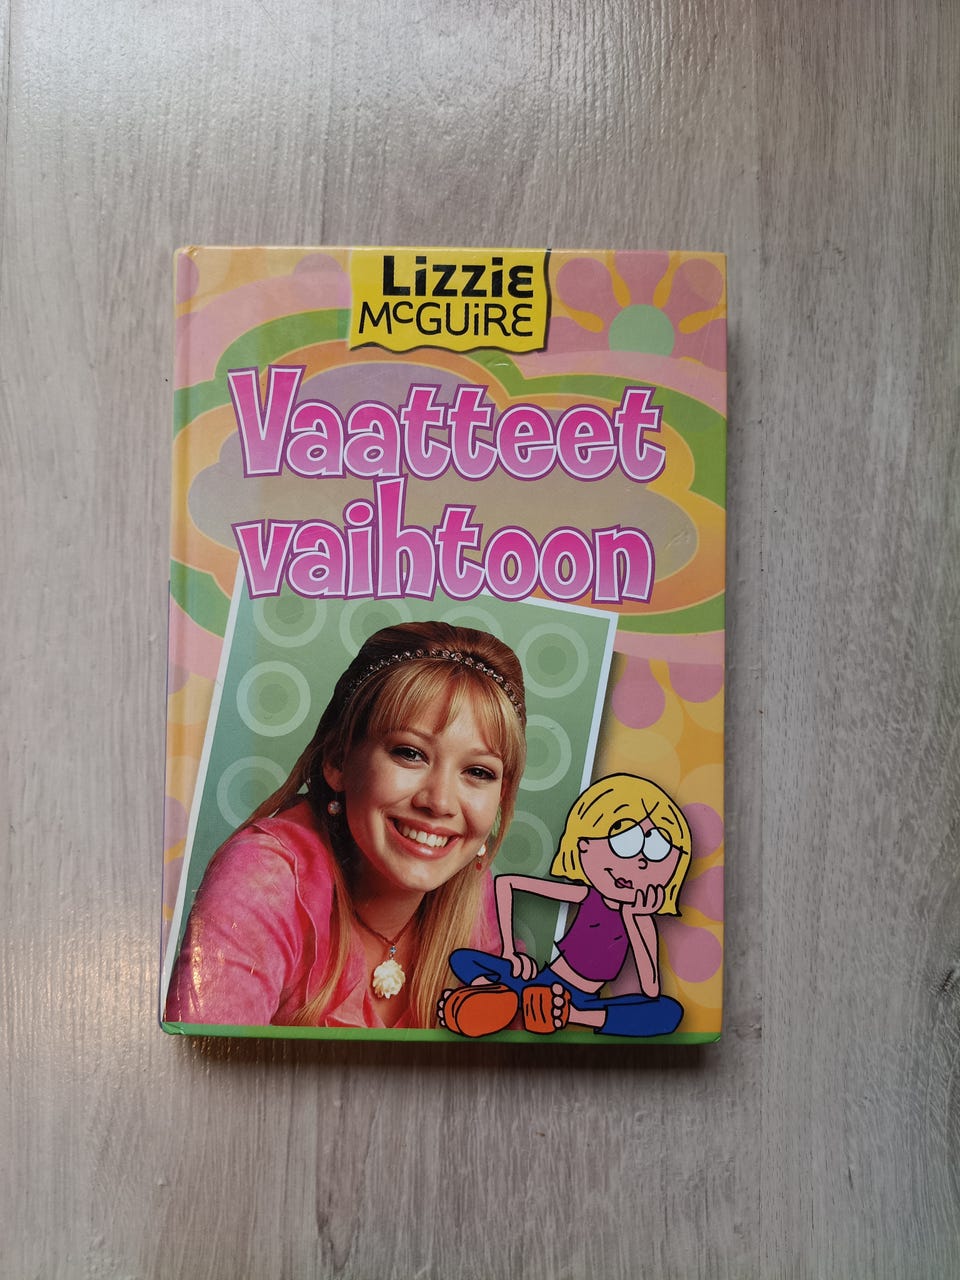 Lizzie
McGuire
Vaatteet
vaihtoon